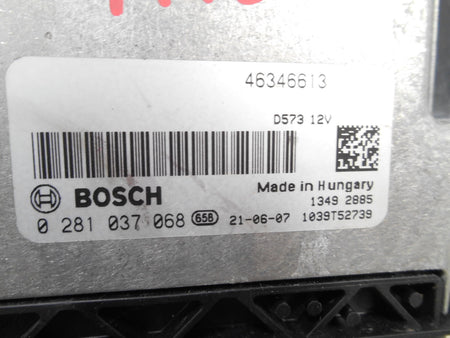 46346613
D573 12V
BOSCH
Made in Hungary
1349 2885
0 281 037 068 658 21-06-07 1039T52739